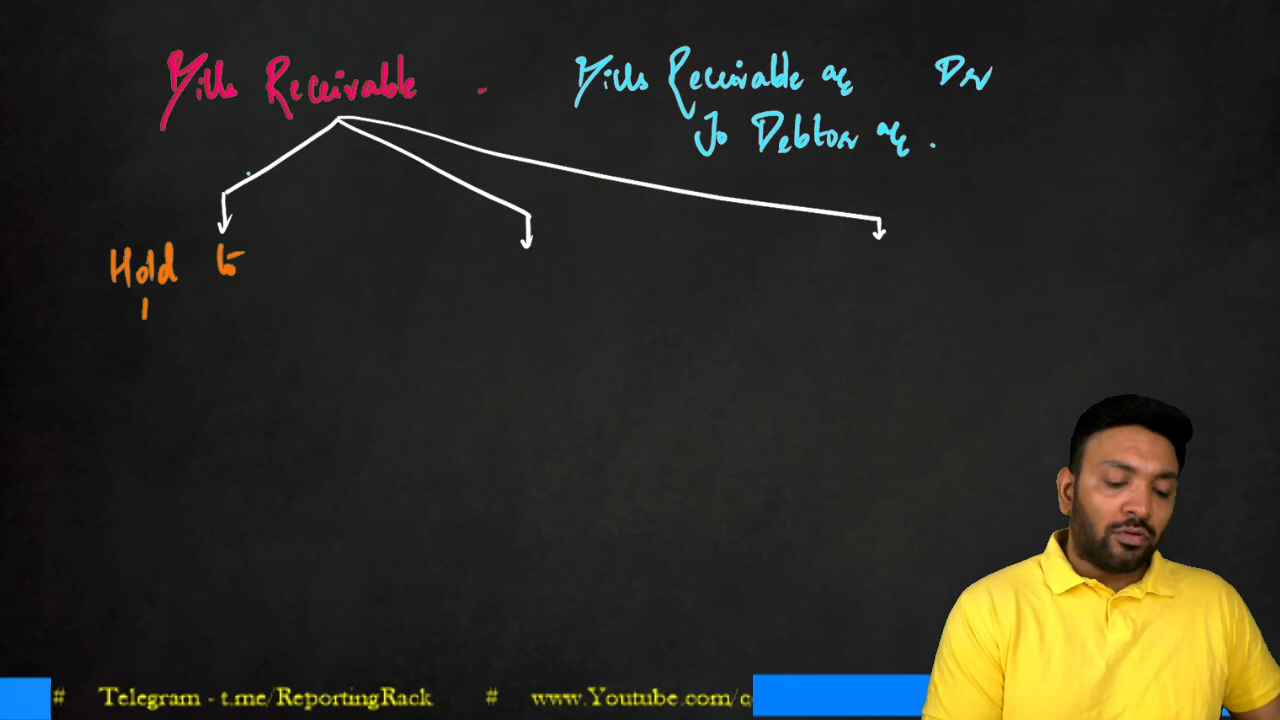 Bills Receivable
Bills Receivable a/c Dr
To Debtor a/c.
Hold to
# Telegram - t.me/ReportingRack # www.Youtube.com/c